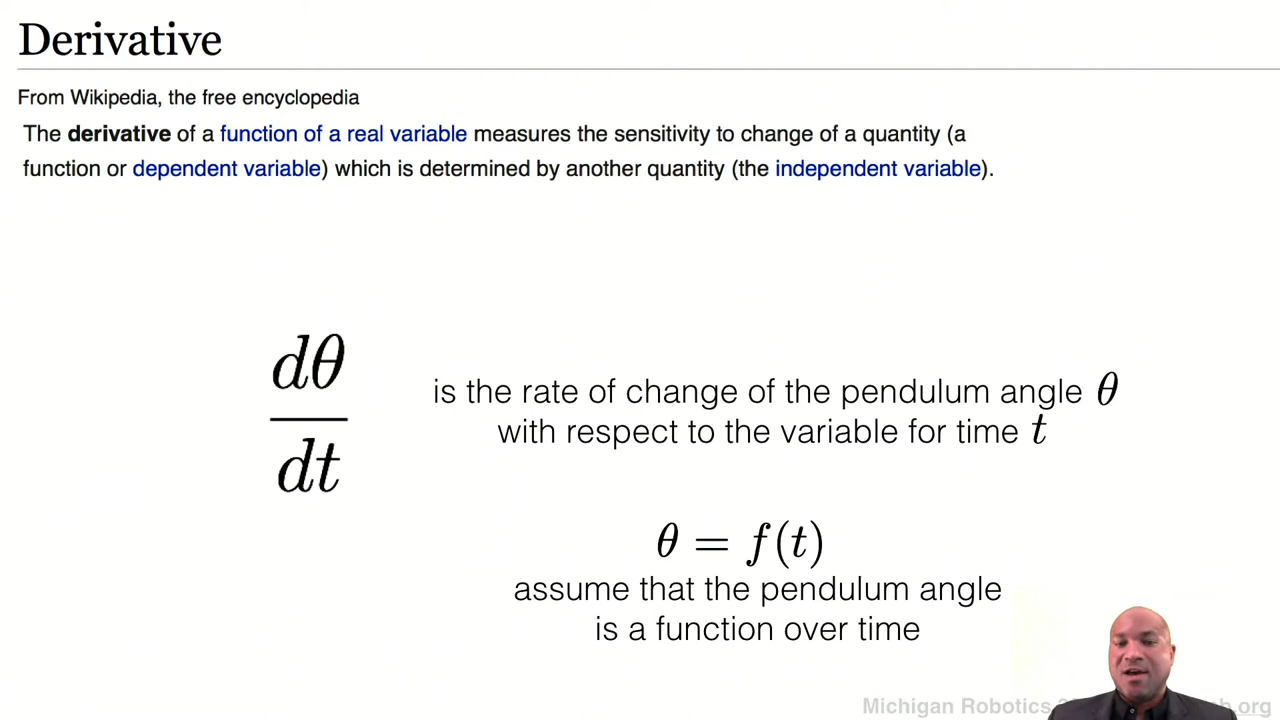 Derivative
From Wikipedia, the free encyclopedia
The derivative of a function of a real variable measures the sensitivity to change of a quantity (a
function or dependent variable) which is determined by another quantity (the independent variable).
dθ
dt
is the rate of change of the pendulum angle θ
with respect to the variable for time t
θ = f(t)
assume that the pendulum angle
is a function over time
Michigan Robotics
.org